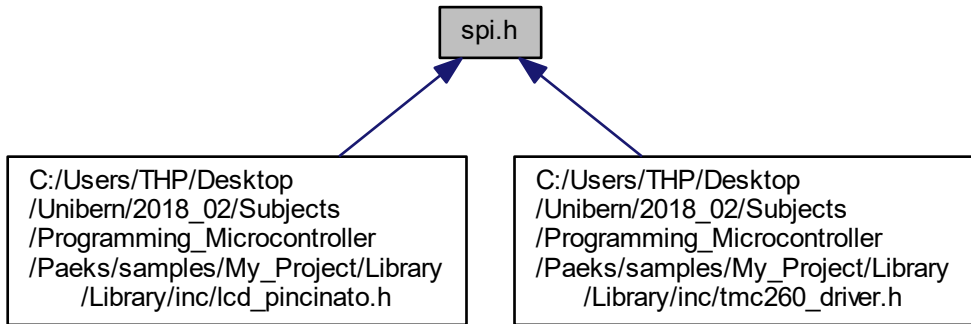 spi.h
C:/Users/THP/Desktop
/Unibern/2018_02/Subjects
/Programming_Microcontroller
/Paeks/samples/My_Project/Library
/Library/inc/lcd_pincinato.h
C:/Users/THP/Desktop
/Unibern/2018_02/Subjects
/Programming_Microcontroller
/Paeks/samples/My_Project/Library
/Library/inc/tmc260_driver.h